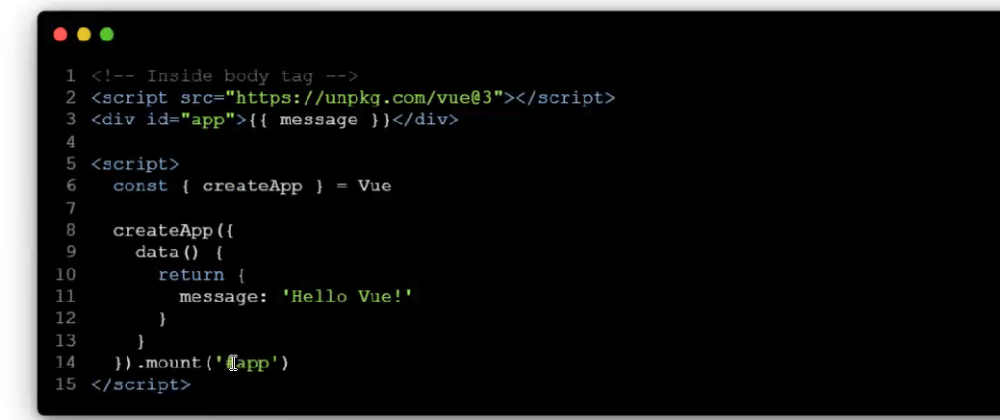 1 <!-- Inside body tag -->
2 <script src="https://unpkg.com/vue@3"></script>
3 <div id="app">{{ message }}</div>
4
5 <script>
6   const { createApp } = Vue
7
8   createApp({
9     data() {
10       return {
11         message: 'Hello Vue!'
12       }
13     }
14   }).mount('#app')
15 </script>